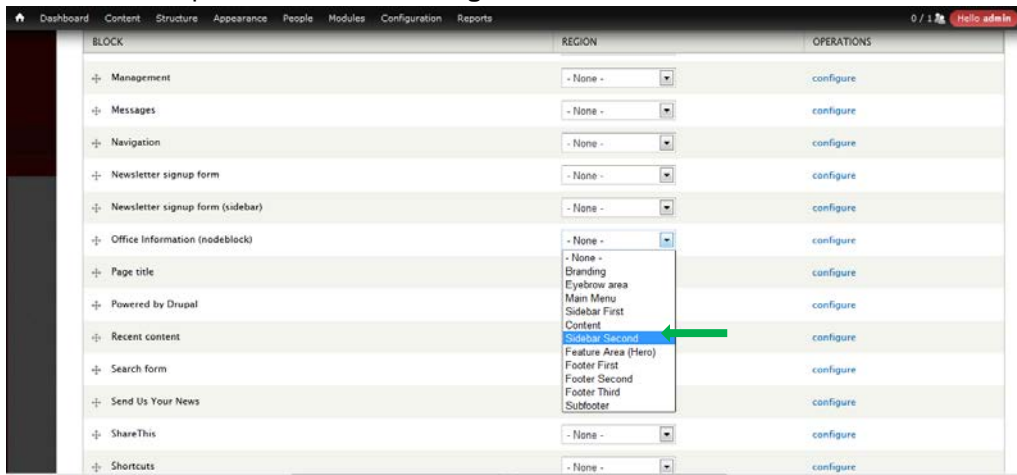 Dashboard Content Structure Appearance People Modules Configuration Reports 0 / 1 Hello admin
BLOCK REGION OPERATIONS
Management - None - configure
Messages - None - configure
Navigation - None - configure
Newsletter signup form - None - configure
Newsletter signup form (sidebar) - None - configure
Office Information (nodeblock) - None - configure
- None -
Branding
Eyebrow area
Main Menu
Sidebar First
Content
Sidebar Second
Feature Area (Hero)
Footer First
Footer Second
Footer Third
Subfooter
Page title configure
Powered by Drupal configure
Recent content configure
Search form configure
Send Us Your News configure
ShareThis - None - configure
Shortcuts - None - configure